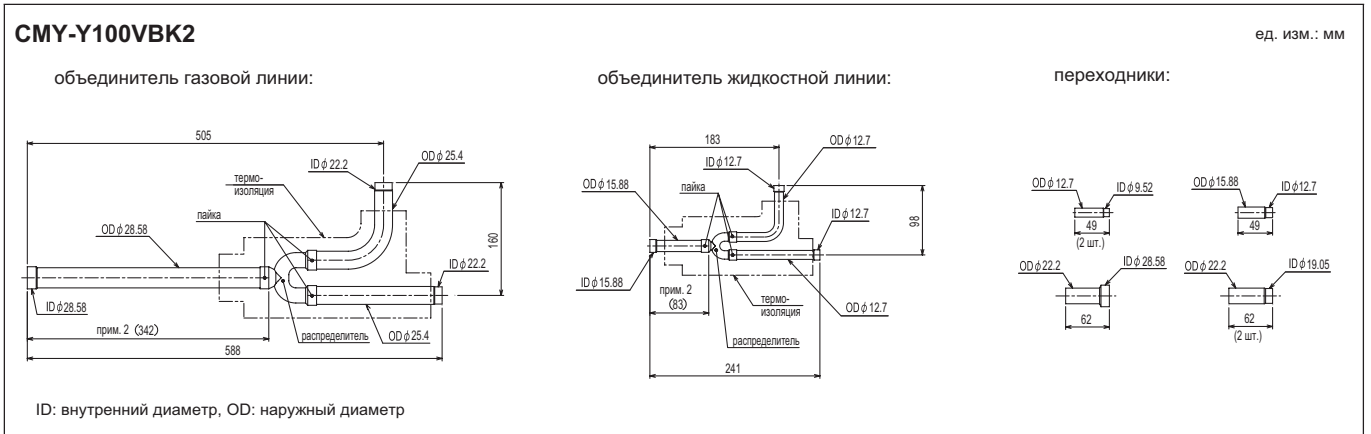 CMY-Y100VBK2
ед. изм.: мм
объединитель газовой линии:
объединитель жидкостной линии:
переходники:
505
ID ϕ 22.2
OD ϕ 25.4
термо-
изоляция
пайка
OD ϕ 28.58
160
ID ϕ 22.2
ID ϕ 28.58
прим. 2 (342)
распределитель
OD ϕ 25.4
588
183
OD ϕ 12.7
ID ϕ 12.7
OD ϕ 15.88
пайка
ID ϕ 12.7
98
ID ϕ 15.88
прим. 2
(83)
термо-
изоляция
OD ϕ 12.7
распределитель
241
OD ϕ 12.7
ID ϕ 9.52
49
(2 шт.)
OD ϕ 15.88
ID ϕ 12.7
49
OD ϕ 22.2
ID ϕ 28.58
62
OD ϕ 22.2
ID ϕ 19.05
62
(2 шт.)
ID: внутренний диаметр, OD: наружный диаметр